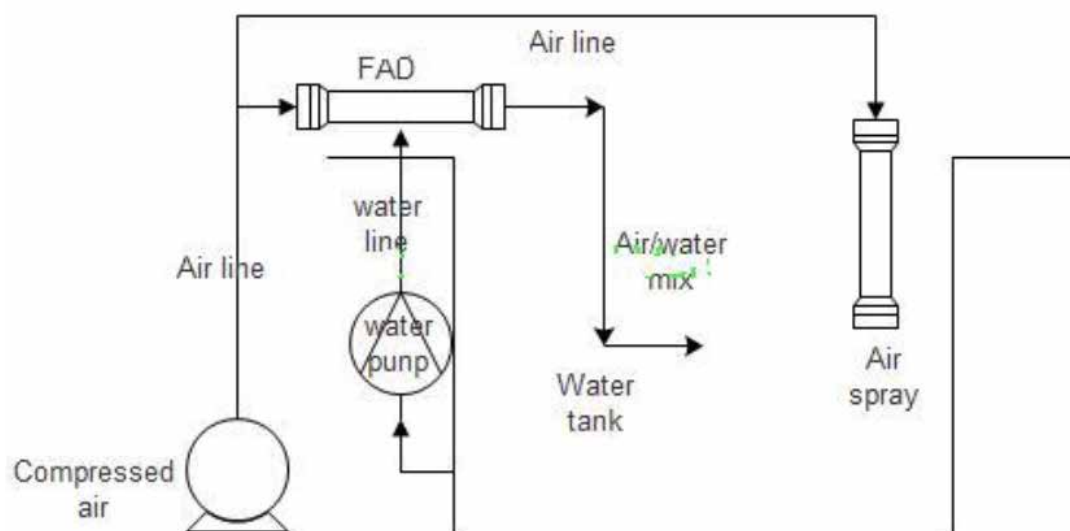 Air line
FAD
water
line
Air line
Air/water
mix
water
punp
Air
spray
Water
tank
Compressed
air